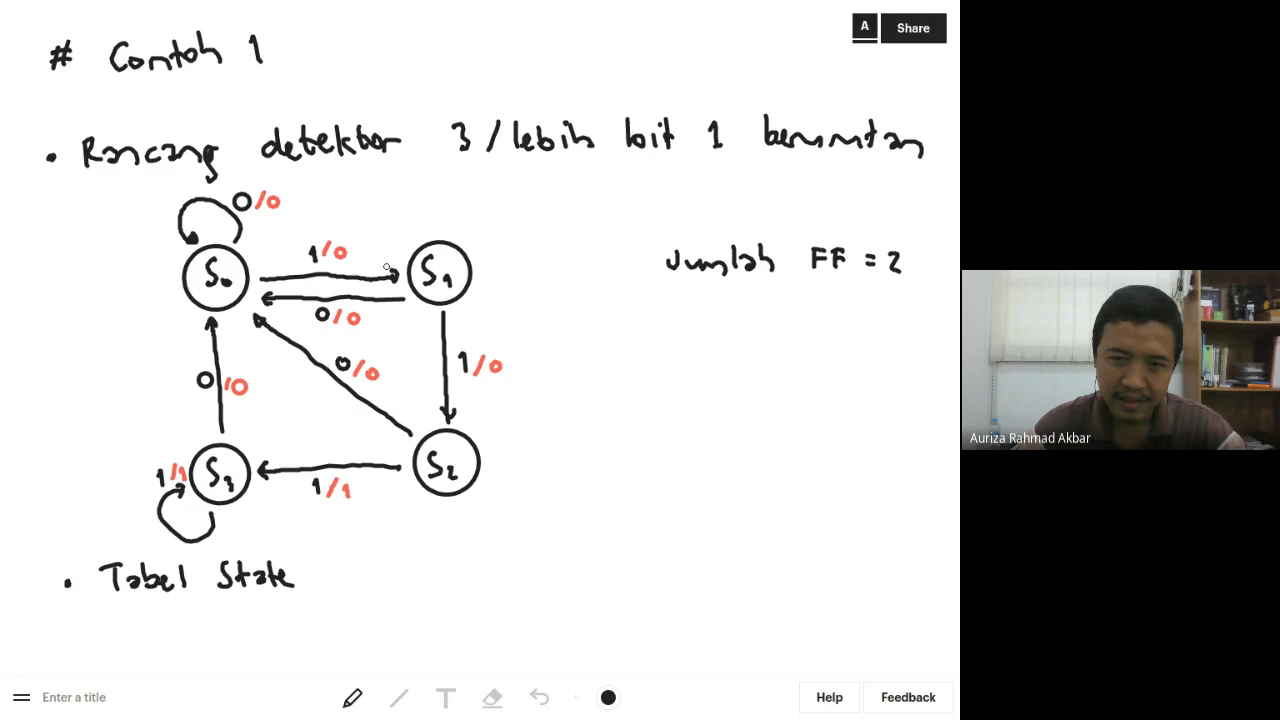 A Share
# Contoh 1
• Rancang detektor 3 / lebih bit 1 berurutan
0/0
1/0
S0
S1
Jumlah FF = 2
0/0
0/0
1/0
0/0
1/1
S3
S2
1/1
• Tabel State
Auriza Rahmad Akbar
Enter a title
T
Help
Feedback